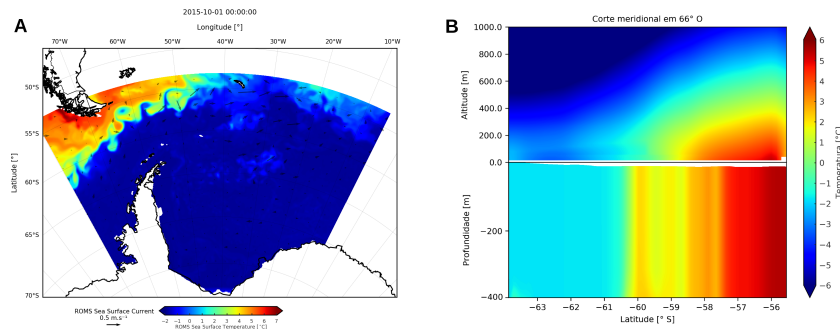 A
2015-10-01 00:00:00
Longitude [°]
70°W 60°W 50°W 40°W 30°W 20°W 10°W
50°S
55°S
60°S
65°S
70°S
Latitude [°]
ROMS Sea Surface Current
0.5 m.s⁻¹
−2 −1 0 1 2 3 4 5 6 7
ROMS Sea Surface Temperature [°C]
B
Corte meridional em 66° O
1000.0
800.0
600.0
400.0
200.0
0.0
Altitude [m]
−200
−400
Profundidade [m]
−63 −62 −61 −60 −59 −58 −57 −56
Latitude [° S]
6
5
4
3
2
1
0
−1
−2
−3
−4
−5
−6
Temperatura [°C]